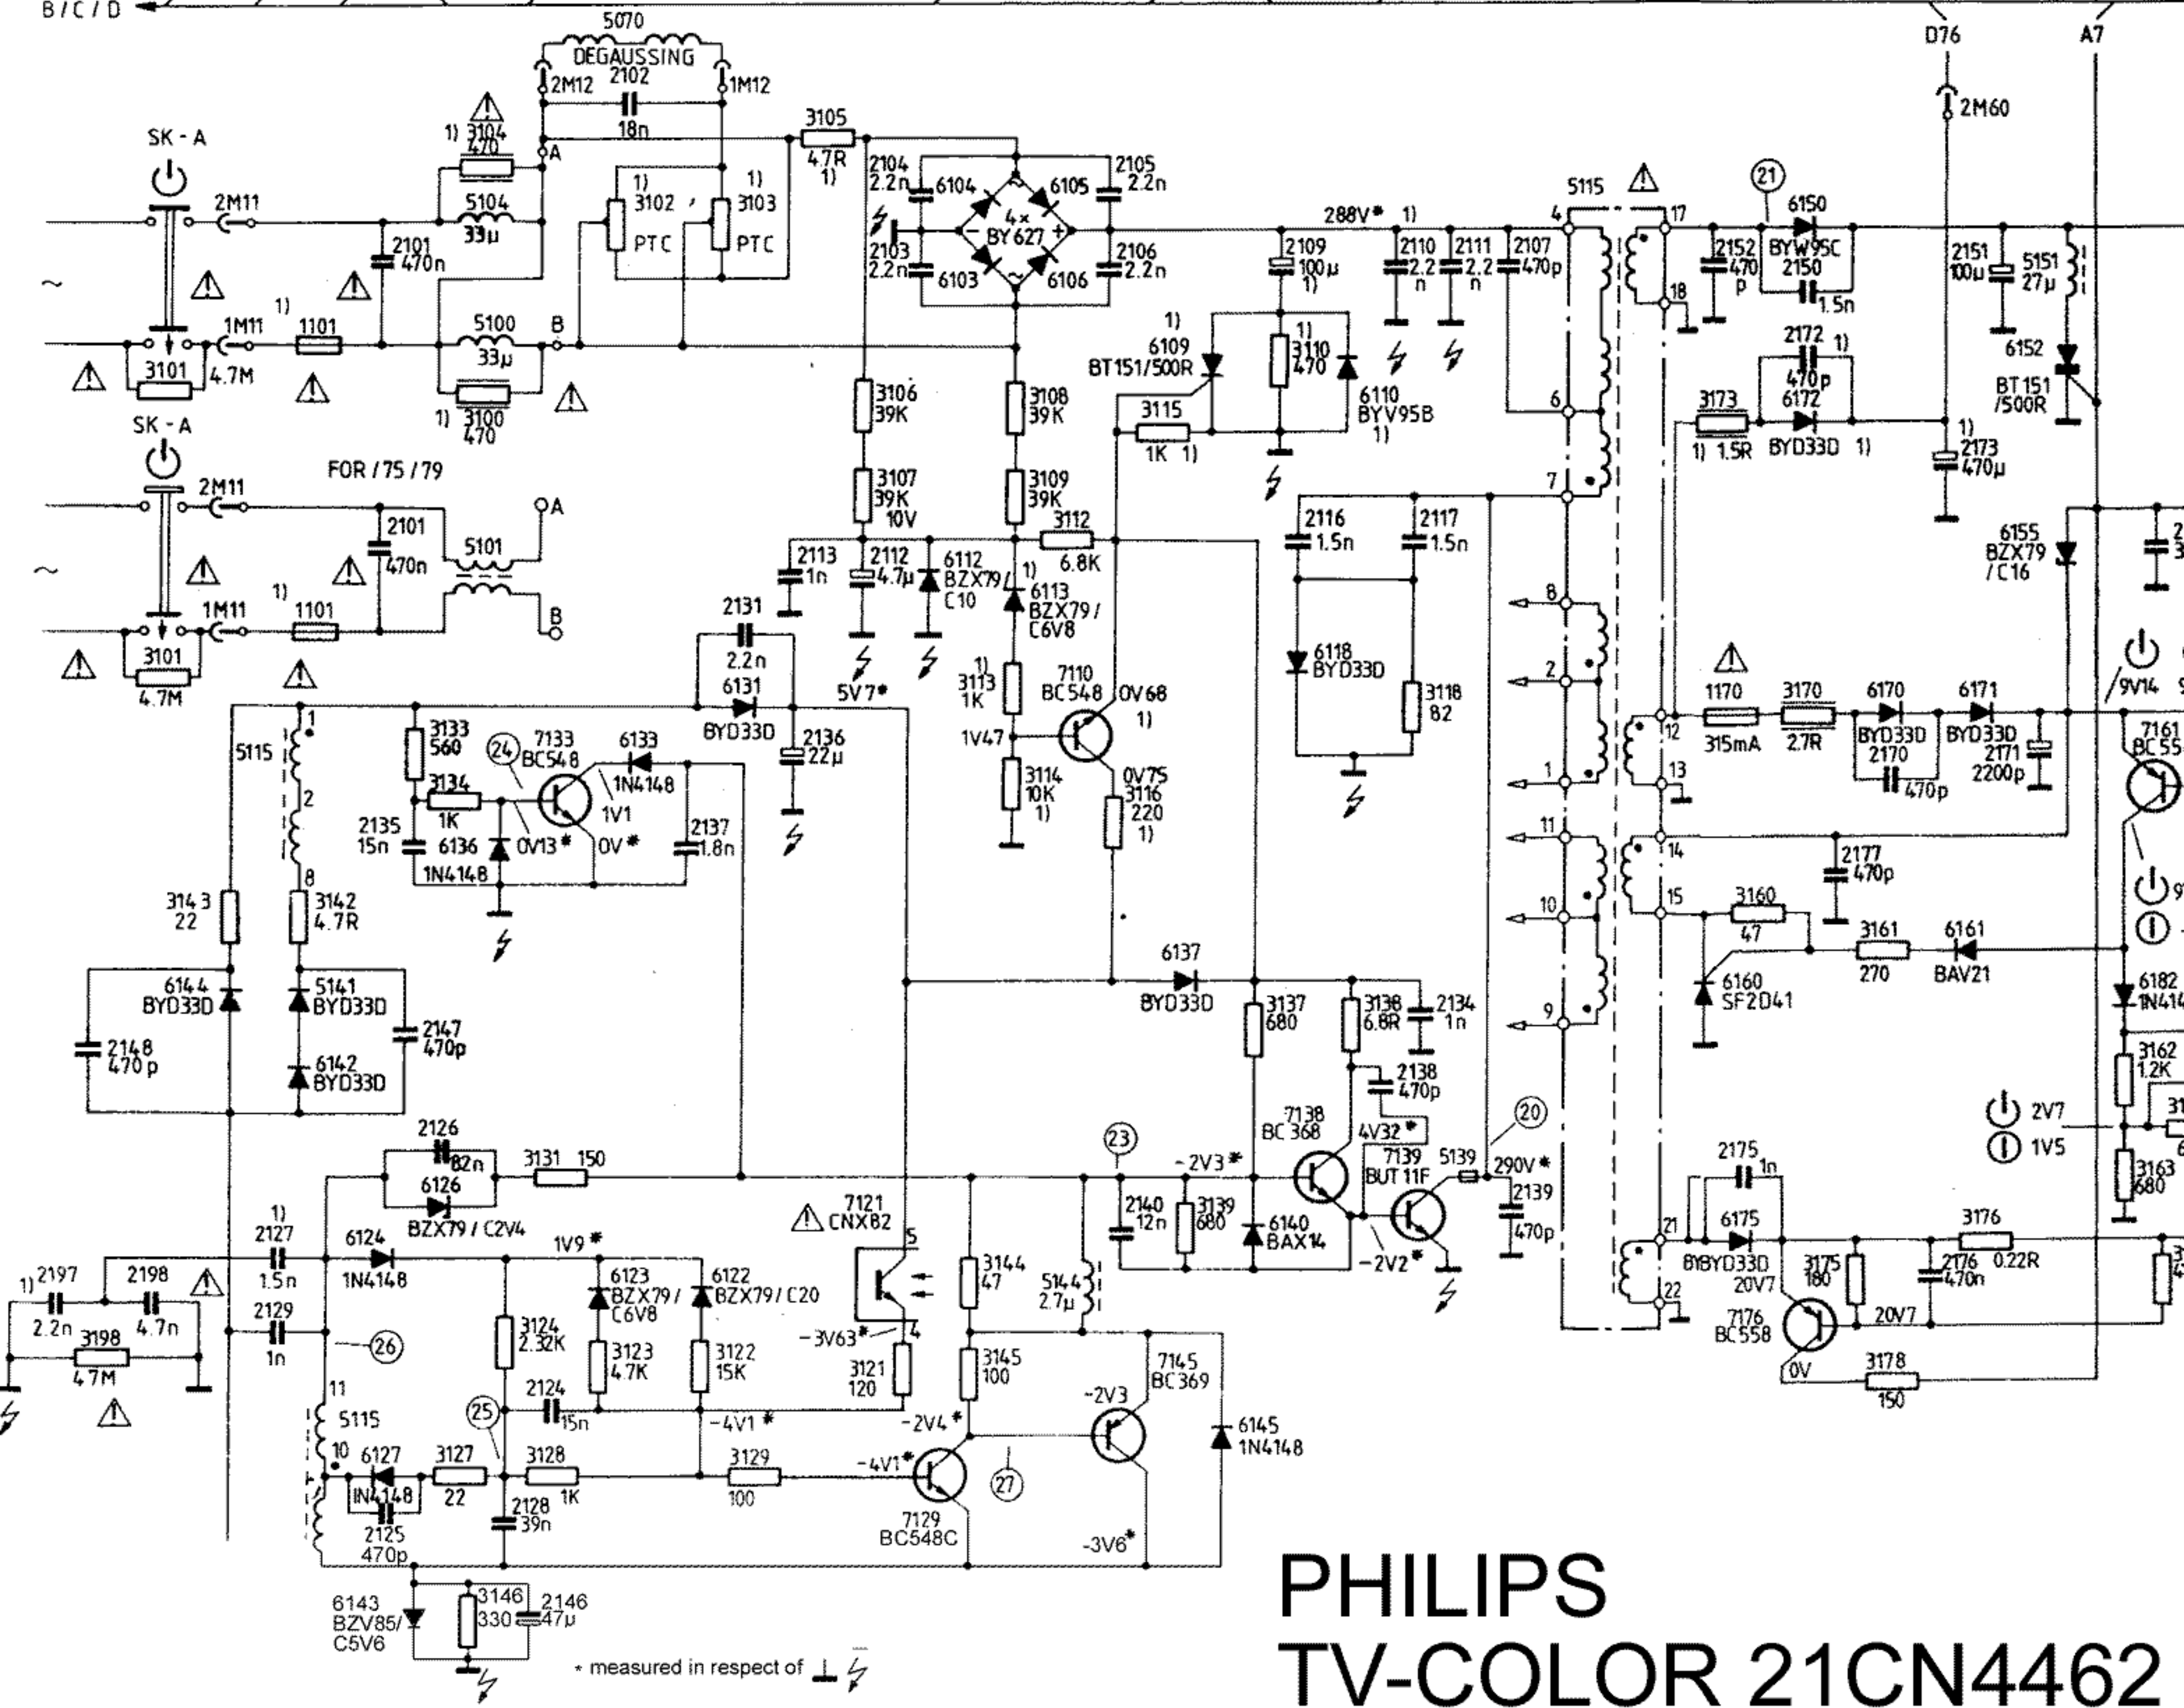 B/C/D
5070
DEGAUSSING
2102
2M12
1M12
18n
D76
A7
2M60
SK-A
1) 3104
470
A
3105
4.7R
1)
2104
2.2n
6104
6105
2105
2.2n
4×
BY627
2103
2.2n
6103
6106
2106
2.2n
2M11
5104
33µ
2101
470n
1)
3102
PTC
1)
3103
PTC
~
1M11
1)
1101
5100
33µ
B
3101
4.7M
1) 3100
470
288V* 1)
2109
100µ
1)
2110
2.2
n
2111
2.2
n
2107
470p
5115
4
17
21
6150
BYW95C
2152
470
p
2150
1.5n
18
2151
100µ
5151
27µ
6152
BT151
/500R
1)
6109
BT151/500R
1)
3110
470
6110
BYV95B
1)
3115
1K 1)
3106
39K
3108
39K
3107
39K
10V
3109
39K
3112
6.8K
2172 1)
470p
6172
BYD33D 1)
3173
1) 1.5R
1)
2173
470µ
6
7
SK-A
FOR /75/79
2M11
2101
470n
5101
A
B
~
1M11
1)
1101
3101
4.7M
2113
1n
2112
4.7µ
6112
BZX79/
C10
1)
6113
BZX79/
C6V8
2116
1.5n
2117
1.5n
6118
BYD33D
3118
82
6155
BZX79
/C16
8
2
1
11
10
9
2131
2.2n
6131
BYD33D
5V7*
2136
22µ
1)
3113
1K
1V47
3114
10K
1)
7110
BC548
0V68
1)
0V75
3116
220
1)
9V14
12
1170
315mA
3170
2.7R
6170
BYD33D
6171
BYD33D
2170
470p
2171
2200p
7161
13
14
2177
470p
15
3160
47
3161
270
6161
BAV21
6160
SF2D41
6182
3162
1.2K
2V7
1V5
3163
680
5115
1
2
8
3133
560
24
7133
BC548
6133
1N4148
1V1
3134
1K
2135
15n
6136
1N4148
0V13*
0V*
2137
1.8n
3143
22
3142
4.7R
6144
BYD33D
5141
BYD33D
2148
470p
2147
470p
6142
BYD33D
6137
BYD33D
3137
680
3138
6.8R
2134
1n
2138
470p
7138
BC368
4V32*
7139
BUT11F
5139
20
290V*
2139
470p
2126
82n
6126
BZX79/C2V4
3131 150
23
-2V3*
2140
12n
3139
680
6140
BAX14
-2V2*
7121
CNX82
5
4
-3V63*
3121
120
3144
47
5144
2.7µ
2175
1n
21
6175
BYBYD33D
20V7
3175
180
2176
470n
3176
0.22R
22
7176
BC558
20V7
0V
3178
150
1)
2127
1.5n
6124
1N4148
1V9*
6123
BZX79/
C6V8
6122
BZX79/C20
1) 2197
2.2n
2198
4.7n
3198
4.7M
2129
1n
26
3124
2.32K
3123
4.7K
3122
15K
11
5115
10
25
2124
15n
-4V1*
3145
100
7145
BC369
-2V3
-2V4*
6145
1N4148
6127
1N4148
3127
22
3128
1K
3129
100
-4V1*
27
2125
470p
2128
39n
7129
BC548C
-3V6*
6143
BZV85/
C5V6
3146
330
2146
47µ
* measured in respect of
PHILIPS
TV-COLOR 21CN4462